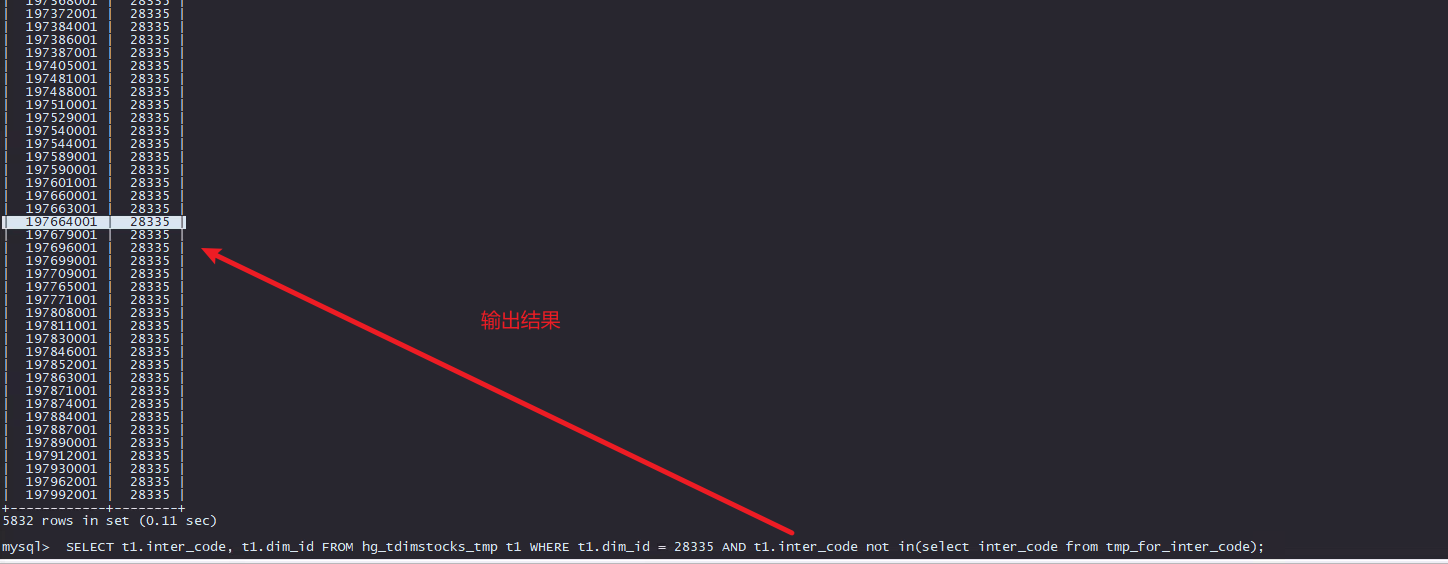 | 197368001 | 28335 |
| 197372001 | 28335 |
| 197384001 | 28335 |
| 197386001 | 28335 |
| 197387001 | 28335 |
| 197405001 | 28335 |
| 197481001 | 28335 |
| 197488001 | 28335 |
| 197510001 | 28335 |
| 197529001 | 28335 |
| 197540001 | 28335 |
| 197544001 | 28335 |
| 197589001 | 28335 |
| 197590001 | 28335 |
| 197601001 | 28335 |
| 197660001 | 28335 |
| 197663001 | 28335 |
| 197664001 | 28335 |
| 197679001 | 28335 |
| 197696001 | 28335 |
| 197699001 | 28335 |
| 197709001 | 28335 |
| 197765001 | 28335 |
| 197771001 | 28335 |
| 197808001 | 28335 |
| 197811001 | 28335 |
| 197830001 | 28335 |
| 197846001 | 28335 |
| 197852001 | 28335 |
| 197863001 | 28335 |
| 197871001 | 28335 |
| 197874001 | 28335 |
| 197884001 | 28335 |
| 197887001 | 28335 |
| 197890001 | 28335 |
| 197912001 | 28335 |
| 197930001 | 28335 |
| 197962001 | 28335 |
| 197992001 | 28335 |
+------------+--------+
5832 rows in set (0.11 sec)
输出结果
mysql>  SELECT t1.inter_code, t1.dim_id FROM hg_tdimstocks_tmp t1 WHERE t1.dim_id = 28335 AND t1.inter_code not in(select inter_code from tmp_for_inter_code);